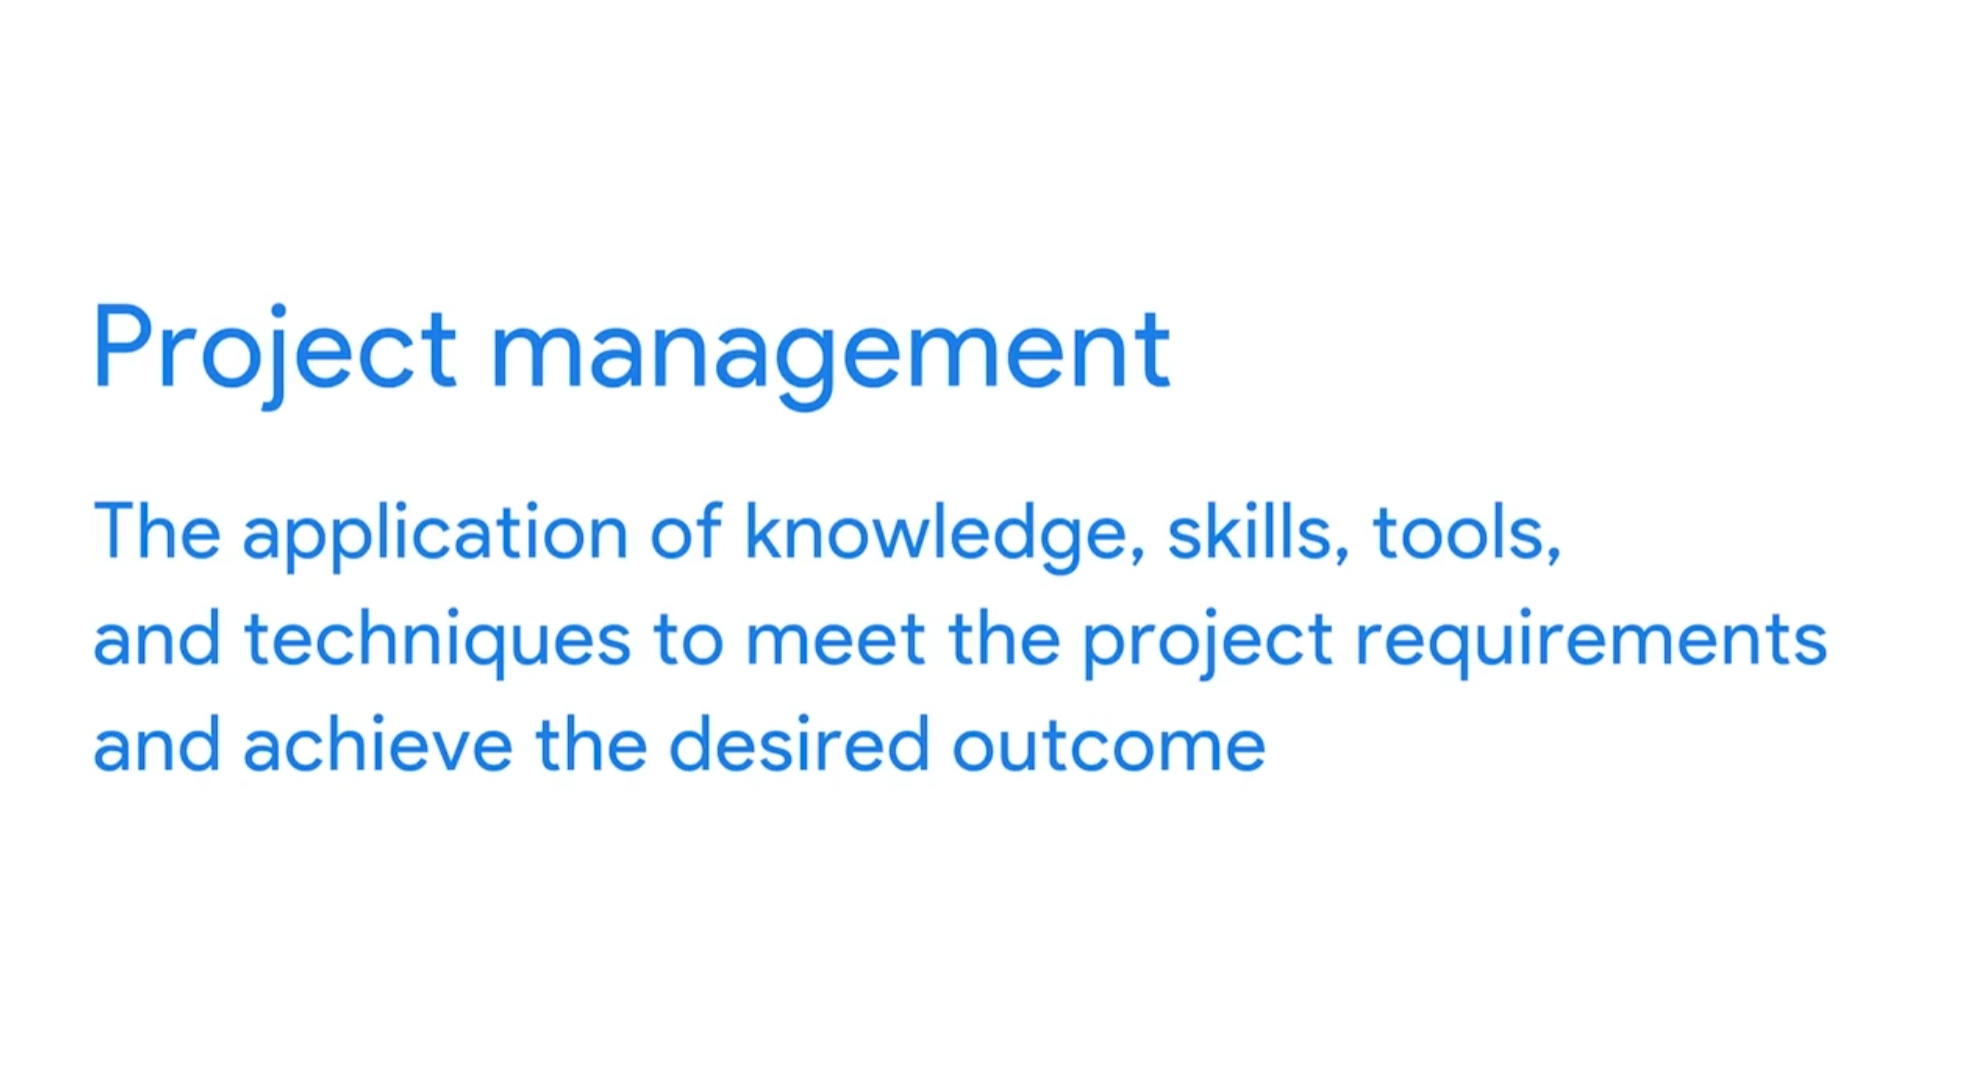 Project management
The application of knowledge, skills, tools,
and techniques to meet the project requirements
and achieve the desired outcome